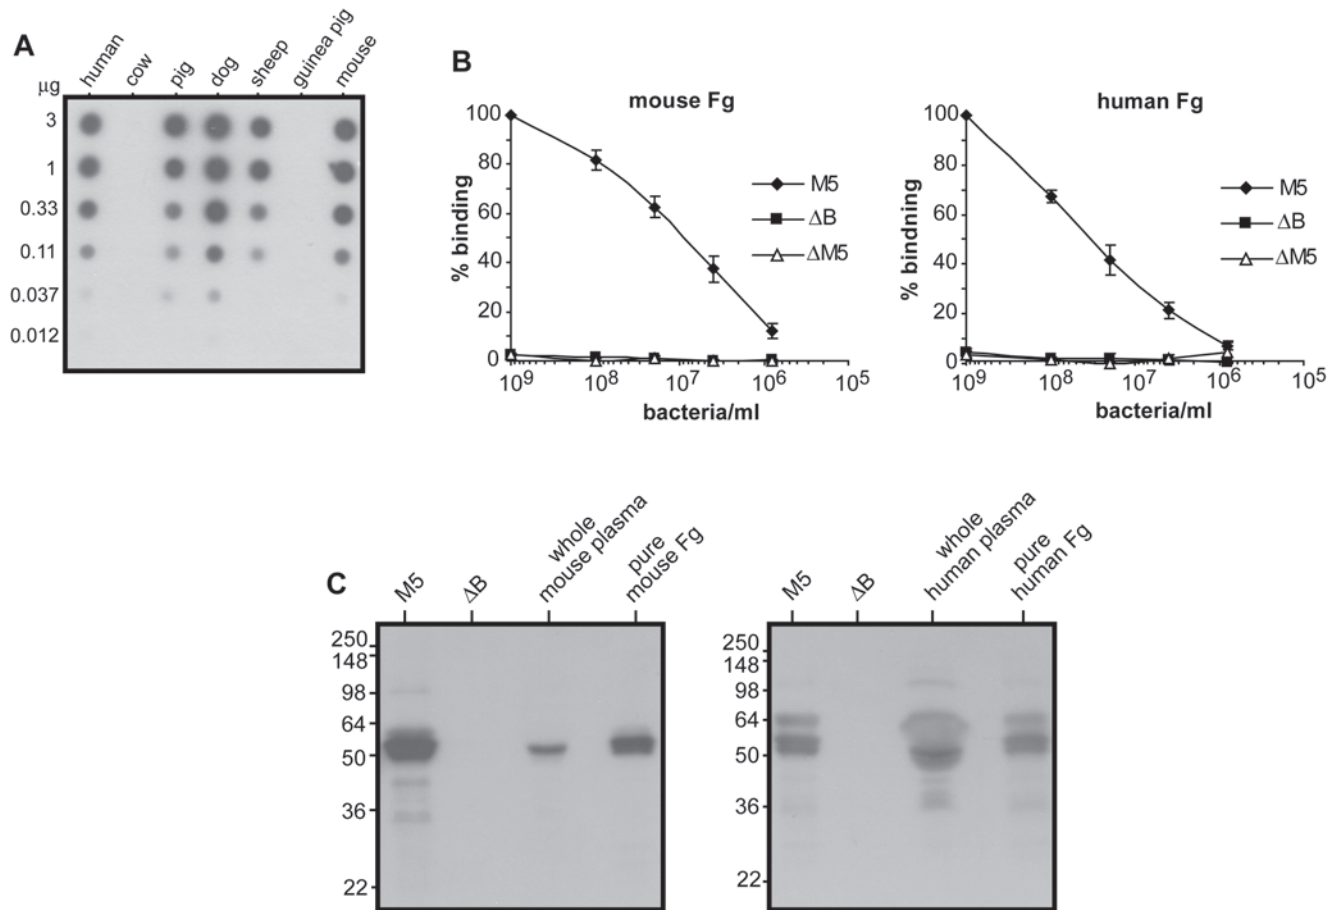 A
human
cow
pig
dog
sheep
guinea pig
mouse
μg
3
1
0.33
0.11
0.037
0.012
B
mouse Fg
% binding
100
80
60
40
20
0
10⁹
10⁸
10⁷
10⁶
10⁵
bacteria/ml
M5
ΔB
ΔM5
human Fg
% bindning
100
80
60
40
20
0
10⁹
10⁸
10⁷
10⁶
10⁵
bacteria/ml
M5
ΔB
ΔM5
C
M5
ΔB
whole
mouse plasma
pure
mouse Fg
250
148
98
64
50
36
22
M5
ΔB
whole
human plasma
pure
human Fg
250
148
98
64
50
36
22